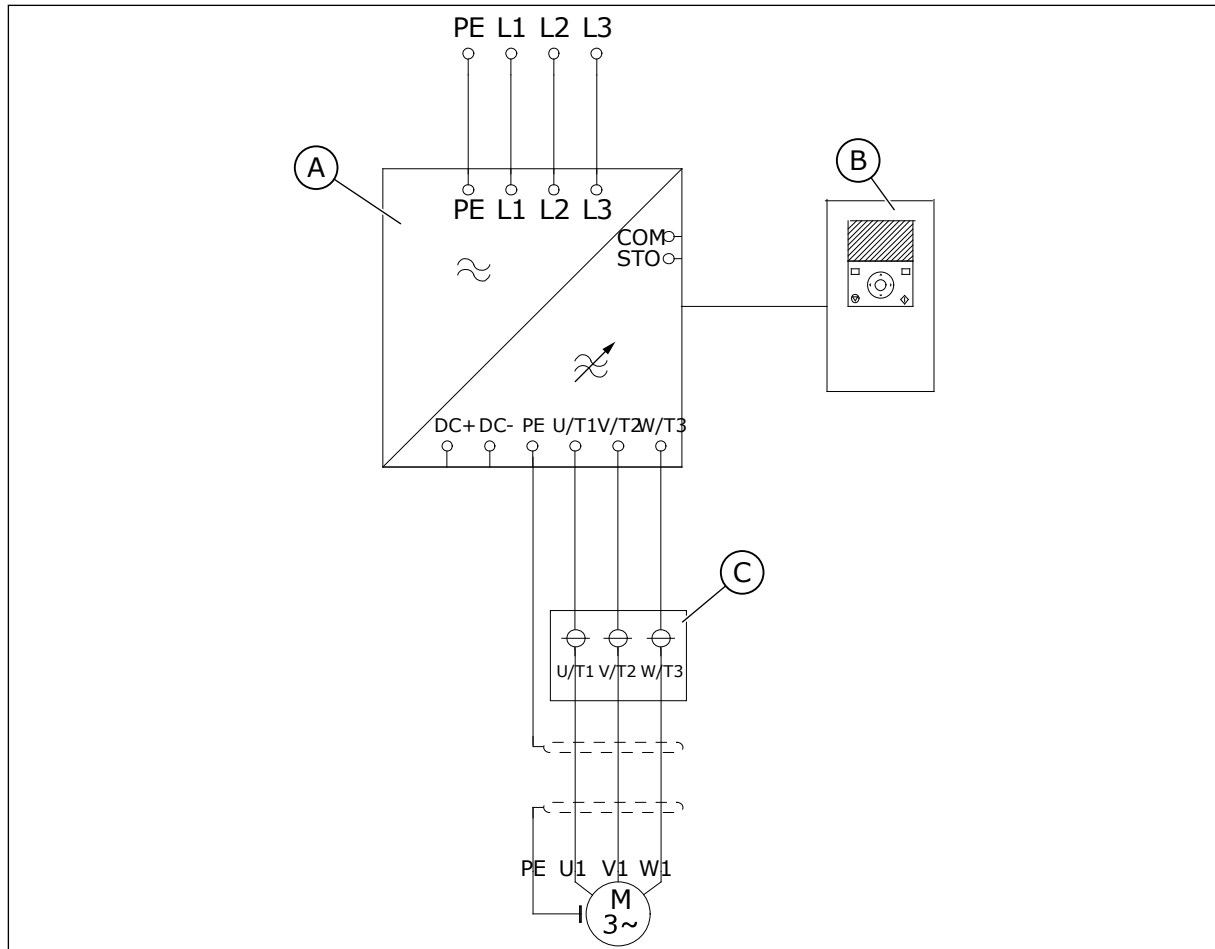 PE L1 L2 L3
A
B
PE L1 L2 L3
COM
STO
DC+ DC- PE U/T1 V/T2 W/T3
C
U/T1 V/T2 W/T3
PE U1 V1 W1
M
3~